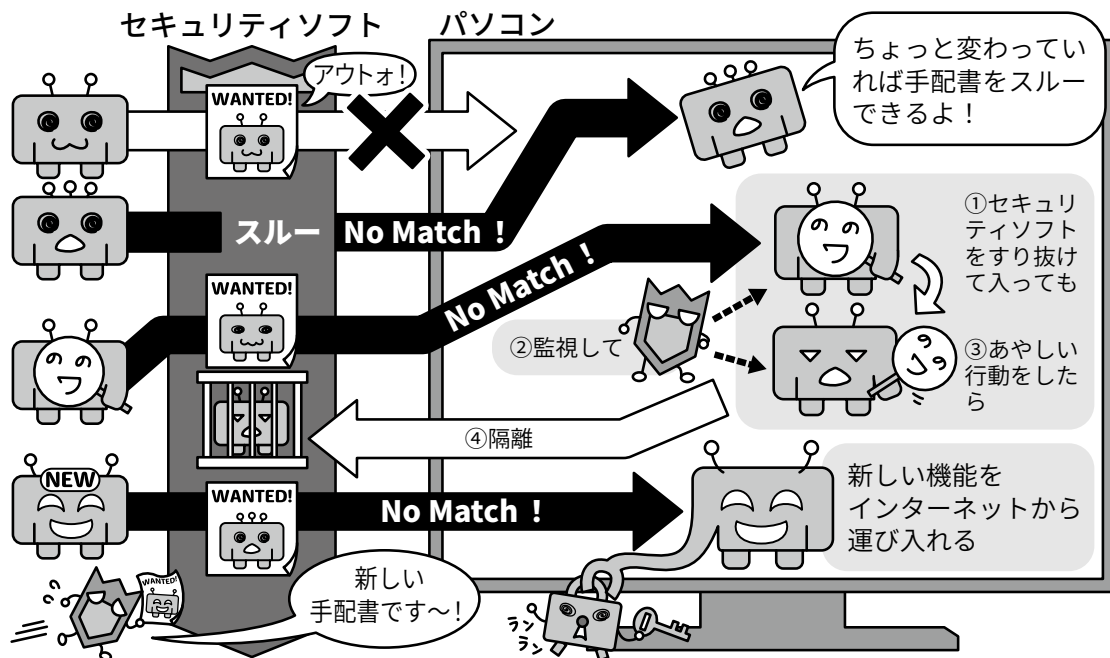 セキュリティソフト
パソコン
アウトォ！
WANTED!
ちょっと変わってい
れば手配書をスルー
できるよ！
スルー
No Match！
WANTED!
No Match！
①セキュリ
ティソフト
をすり抜け
て入っても
②監視して
③あやしい
行動をした
ら
④隔離
NEW
WANTED!
No Match！
新しい機能を
インターネットから
運び入れる
WANTED!
新しい
手配書です〜！
ラン
ラン